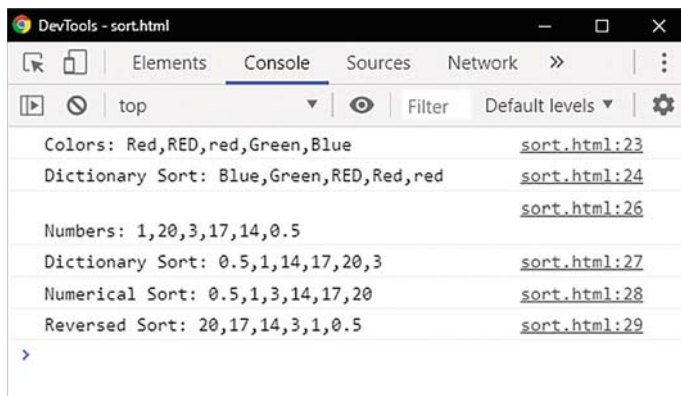 DevTools - sort.html
Elements Console Sources Network »
top Filter Default levels
Colors: Red,RED,red,Green,Blue sort.html:23
Dictionary Sort: Blue,Green,RED,Red,red sort.html:24
sort.html:26
Numbers: 1,20,3,17,14,0.5
Dictionary Sort: 0.5,1,14,17,20,3 sort.html:27
Numerical Sort: 0.5,1,3,14,17,20 sort.html:28
Reversed Sort: 20,17,14,3,1,0.5 sort.html:29
>